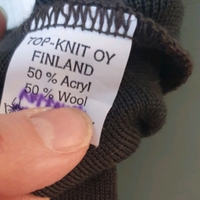 TOP-KNIT OY
FINLAND
50 % Acryl
50 % Wool